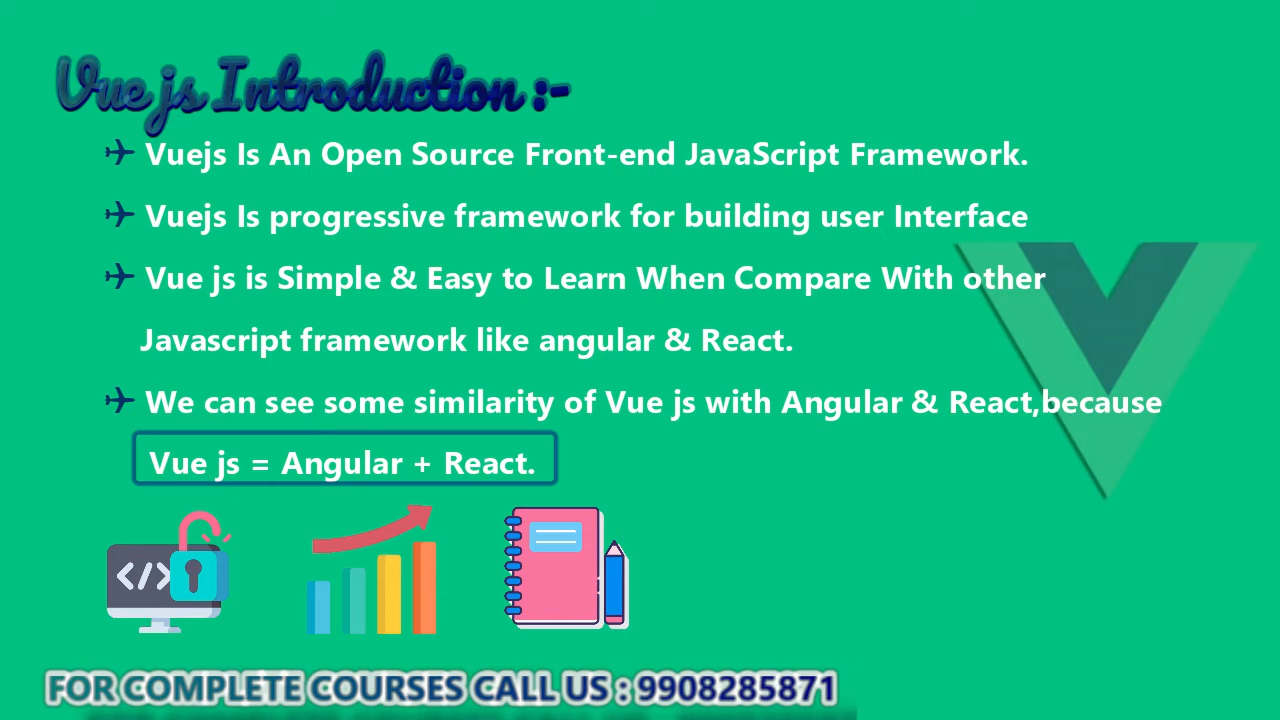 Vue js Introduction :-
Vuejs Is An Open Source Front-end JavaScript Framework.
Vuejs Is progressive framework for building user Interface
Vue js is Simple & Easy to Learn When Compare With other
Javascript framework like angular & React.
We can see some similarity of Vue js with Angular & React,because
Vue js = Angular + React.
</>
FOR COMPLETE COURSES CALL US : 9908285871